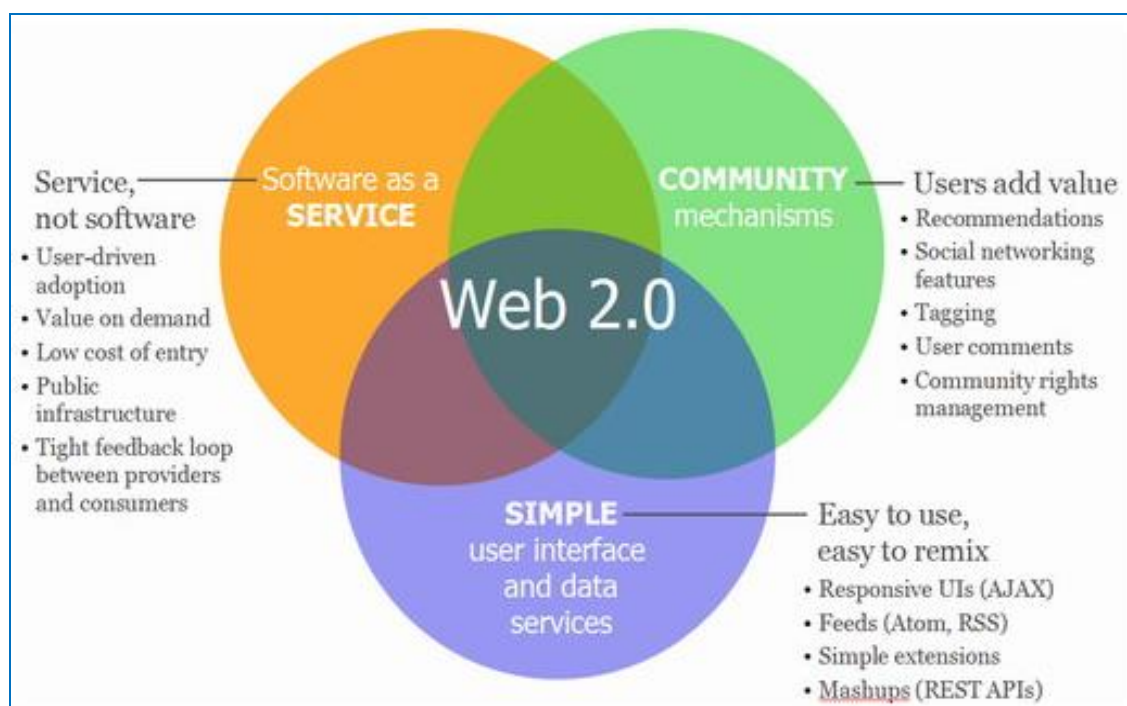 Service,
not software
• User-driven
adoption
• Value on demand
• Low cost of entry
• Public
infrastructure
• Tight feedback loop
between providers
and consumers
Software as a
SERVICE
COMMUNITY
mechanisms
Users add value
• Recommendations
• Social networking
features
• Tagging
• User comments
• Community rights
management
Web 2.0
SIMPLE
user interface
and data
services
Easy to use,
easy to remix
• Responsive UIs (AJAX)
• Feeds (Atom, RSS)
• Simple extensions
• Mashups (REST APIs)